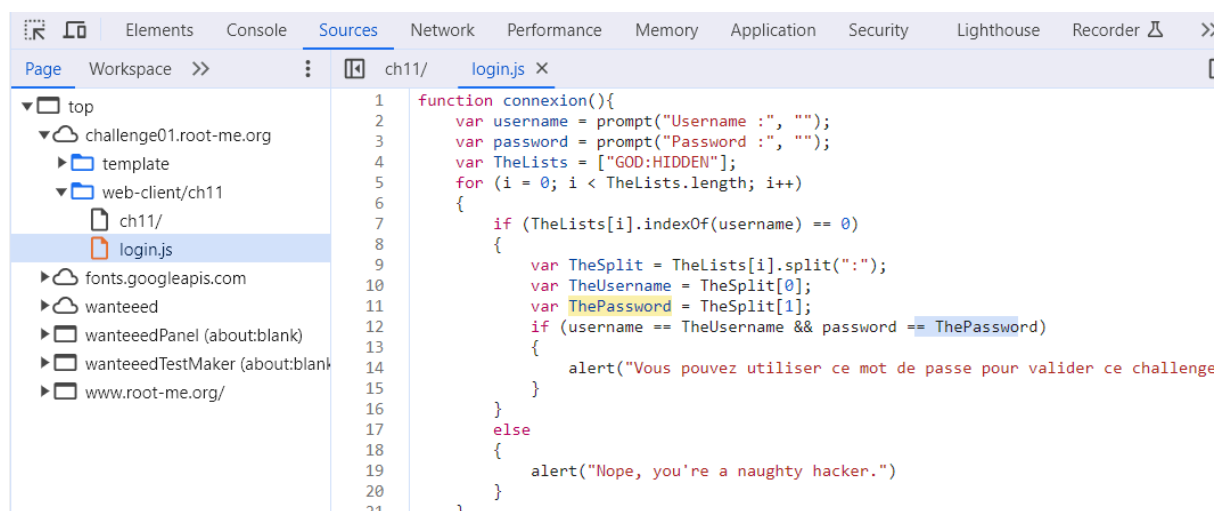 Elements Console Sources Network Performance Memory Application Security Lighthouse Recorder
Page Workspace
ch11/ login.js
top
challenge01.root-me.org
template
web-client/ch11
ch11/
login.js
fonts.googleapis.com
wanteeed
wanteeedPanel (about:blank)
wanteeedTestMaker (about:blank
www.root-me.org/
1 function connexion(){
2 var username = prompt("Username :", "");
3 var password = prompt("Password :", "");
4 var TheLists = ["GOD:HIDDEN"];
5 for (i = 0; i < TheLists.length; i++)
6 {
7 if (TheLists[i].indexOf(username) == 0)
8 {
9 var TheSplit = TheLists[i].split(":");
10 var TheUsername = TheSplit[0];
11 var ThePassword = TheSplit[1];
12 if (username == TheUsername && password == ThePassword)
13 {
14 alert("Vous pouvez utiliser ce mot de passe pour valider ce challenge
15 }
16 }
17 else
18 {
19 alert("Nope, you're a naughty hacker.")
20 }
21 }